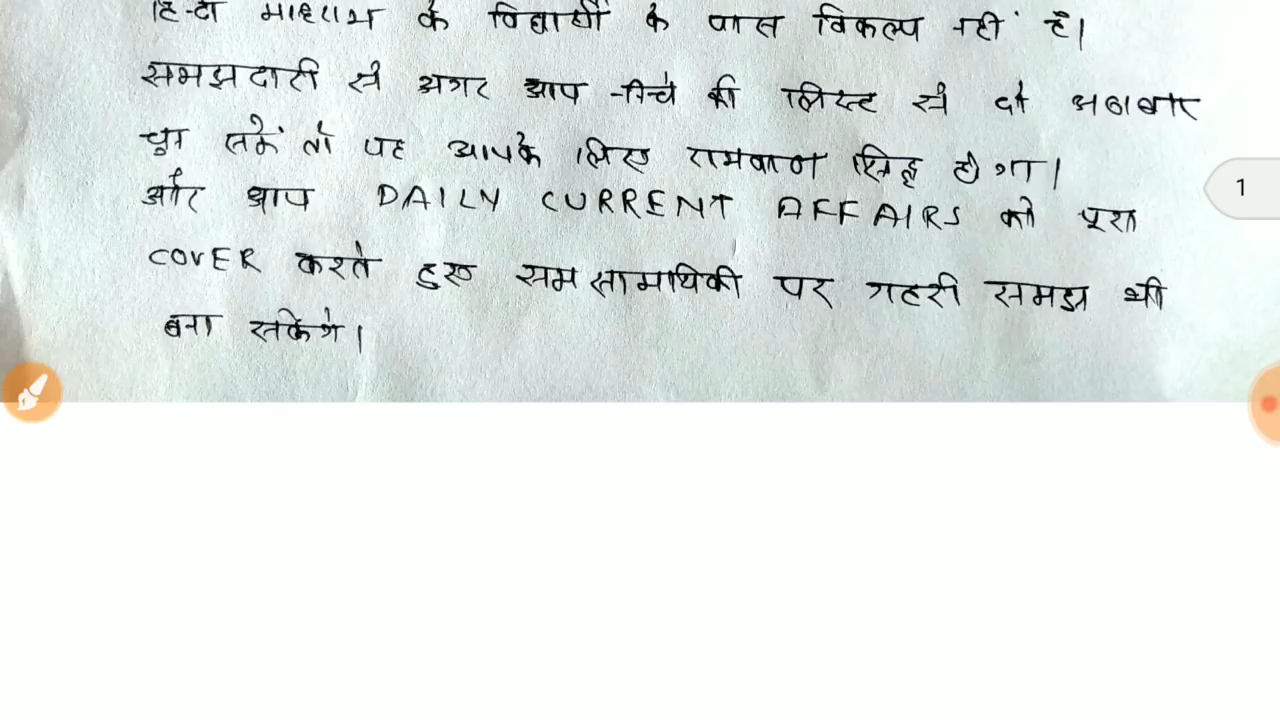 हिन्दी माध्यम के विद्यार्थी के पास विकल्प नहीं है।
समझदारी से अगर आप नीचे की लिस्ट से दो अखबार
चुन सकें तो यह आपके लिए रामबाण सिद्ध होगा।
और आप DAILY CURRENT AFFAIRS को पूरा
COVER करते हुए समसामायिकी पर गहरी समझ भी
बना सकेंगे।
1